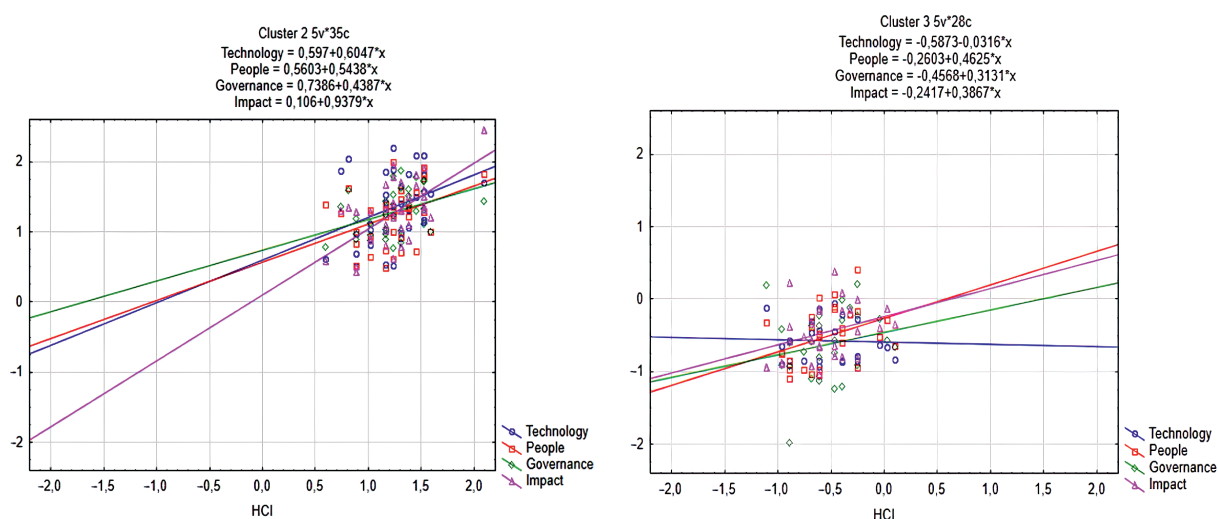 Cluster 2 5v*35c
Technology = 0,597+0,6047*x
People = 0,5603+0,5438*x
Governance = 0,7386+0,4387*x
Impact = 0,106+0,9379*x
2
1
0
−1
−2
−2,0 −1,5 −1,0 −0,5 0,0 0,5 1,0 1,5 2,0
HCI
Technology
People
Governance
Impact
Cluster 3 5v*28c
Technology = -0,5873-0,0316*x
People = -0,2603+0,4625*x
Governance = -0,4568+0,3131*x
Impact = -0,2417+0,3867*x
2
1
0
−1
−2
−2,0 −1,5 −1,0 −0,5 0,0 0,5 1,0 1,5 2,0
HCI
Technology
People
Governance
Impact